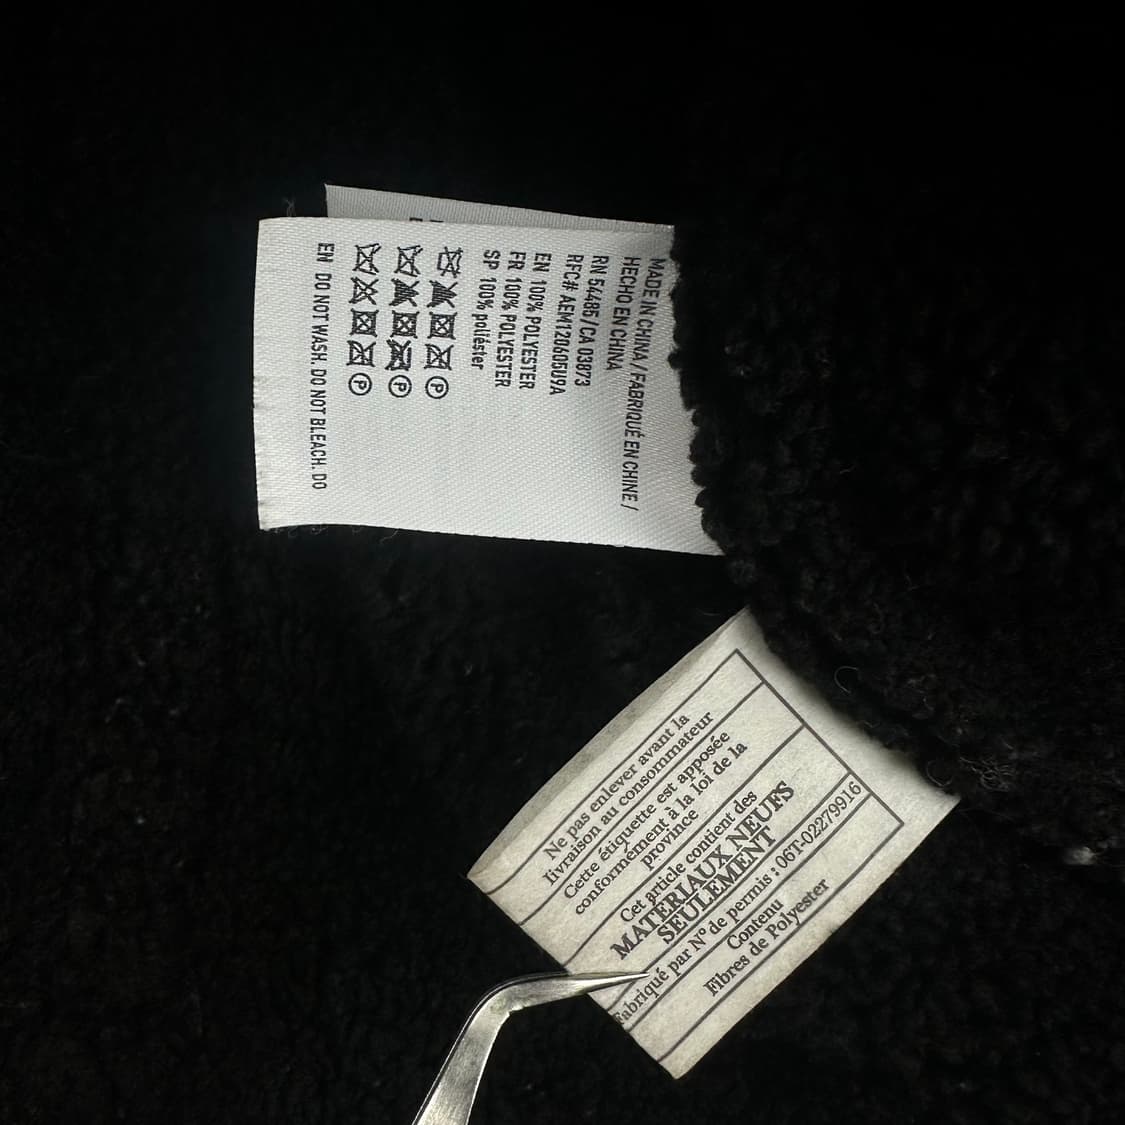 MADE IN CHINA / FABRIQUÉ EN CHINE /
HECHO EN CHINA
RN 54485 / CA 03873
RFC# AEM120605U9A
EN 100% POLYESTER
FR 100% POLYESTER
SP 100% poliéster
P
P
P
EN DO NOT WASH. DO NOT BLEACH. DO
Ne pas enlever avant la
livraison au consommateur
Cette étiquette est apposée
conformément à la loi de la
province
Cet article contient des
MATÉRIAUX NEUFS
SEULEMENT
Fabriqué par N° de permis : 06T-02279916
Contenu
Fibres de Polyester